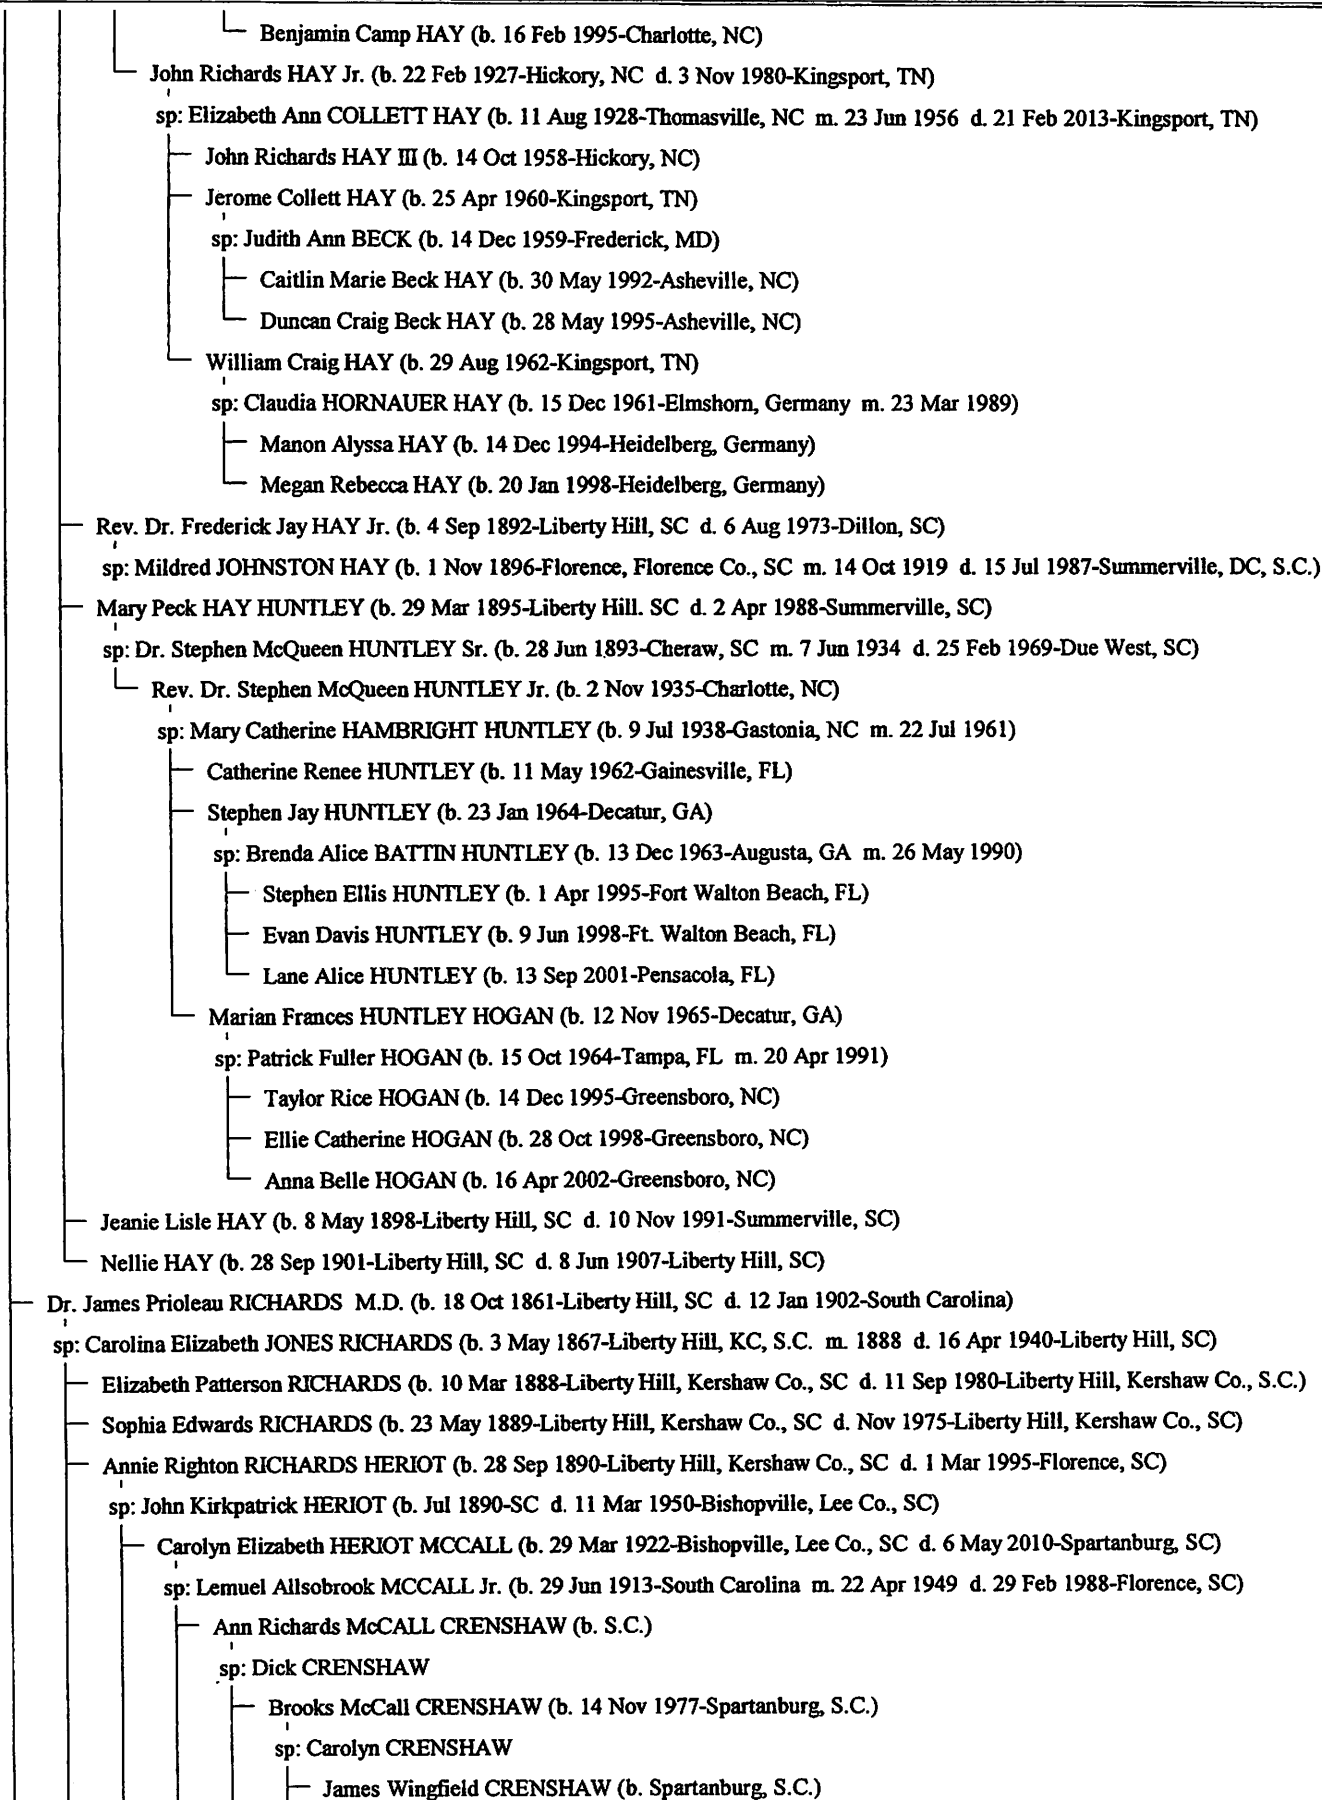 Benjamin Camp HAY (b. 16 Feb 1995-Charlotte, NC)
John Richards HAY Jr. (b. 22 Feb 1927-Hickory, NC d. 3 Nov 1980-Kingsport, TN)
sp: Elizabeth Ann COLLETT HAY (b. 11 Aug 1928-Thomasville, NC m. 23 Jun 1956 d. 21 Feb 2013-Kingsport, TN)
John Richards HAY III (b. 14 Oct 1958-Hickory, NC)
Jerome Collett HAY (b. 25 Apr 1960-Kingsport, TN)
sp: Judith Ann BECK (b. 14 Dec 1959-Frederick, MD)
Caitlin Marie Beck HAY (b. 30 May 1992-Asheville, NC)
Duncan Craig Beck HAY (b. 28 May 1995-Asheville, NC)
William Craig HAY (b. 29 Aug 1962-Kingsport, TN)
sp: Claudia HORNAUER HAY (b. 15 Dec 1961-Elmshorn, Germany m. 23 Mar 1989)
Manon Alyssa HAY (b. 14 Dec 1994-Heidelberg, Germany)
Megan Rebecca HAY (b. 20 Jan 1998-Heidelberg, Germany)
Rev. Dr. Frederick Jay HAY Jr. (b. 4 Sep 1892-Liberty Hill, SC d. 6 Aug 1973-Dillon, SC)
sp: Mildred JOHNSTON HAY (b. 1 Nov 1896-Florence, Florence Co., SC m. 14 Oct 1919 d. 15 Jul 1987-Summerville, DC, S.C.)
Mary Peck HAY HUNTLEY (b. 29 Mar 1895-Liberty Hill. SC d. 2 Apr 1988-Summerville, SC)
sp: Dr. Stephen McQueen HUNTLEY Sr. (b. 28 Jun 1893-Cheraw, SC m. 7 Jun 1934 d. 25 Feb 1969-Due West, SC)
Rev. Dr. Stephen McQueen HUNTLEY Jr. (b. 2 Nov 1935-Charlotte, NC)
sp: Mary Catherine HAMBRIGHT HUNTLEY (b. 9 Jul 1938-Gastonia, NC m. 22 Jul 1961)
Catherine Renee HUNTLEY (b. 11 May 1962-Gainesville, FL)
Stephen Jay HUNTLEY (b. 23 Jan 1964-Decatur, GA)
sp: Brenda Alice BATTIN HUNTLEY (b. 13 Dec 1963-Augusta, GA m. 26 May 1990)
Stephen Ellis HUNTLEY (b. 1 Apr 1995-Fort Walton Beach, FL)
Evan Davis HUNTLEY (b. 9 Jun 1998-Ft. Walton Beach, FL)
Lane Alice HUNTLEY (b. 13 Sep 2001-Pensacola, FL)
Marian Frances HUNTLEY HOGAN (b. 12 Nov 1965-Decatur, GA)
sp: Patrick Fuller HOGAN (b. 15 Oct 1964-Tampa, FL m. 20 Apr 1991)
Taylor Rice HOGAN (b. 14 Dec 1995-Greensboro, NC)
Ellie Catherine HOGAN (b. 28 Oct 1998-Greensboro, NC)
Anna Belle HOGAN (b. 16 Apr 2002-Greensboro, NC)
Jeanie Lisle HAY (b. 8 May 1898-Liberty Hill, SC d. 10 Nov 1991-Summerville, SC)
Nellie HAY (b. 28 Sep 1901-Liberty Hill, SC d. 8 Jun 1907-Liberty Hill, SC)
Dr. James Prioleau RICHARDS M.D. (b. 18 Oct 1861-Liberty Hill, SC d. 12 Jan 1902-South Carolina)
sp: Carolina Elizabeth JONES RICHARDS (b. 3 May 1867-Liberty Hill, KC, S.C. m. 1888 d. 16 Apr 1940-Liberty Hill, SC)
Elizabeth Patterson RICHARDS (b. 10 Mar 1888-Liberty Hill, Kershaw Co., SC d. 11 Sep 1980-Liberty Hill, Kershaw Co., S.C.)
Sophia Edwards RICHARDS (b. 23 May 1889-Liberty Hill, Kershaw Co., SC d. Nov 1975-Liberty Hill, Kershaw Co., SC)
Annie Righton RICHARDS HERIOT (b. 28 Sep 1890-Liberty Hill, Kershaw Co., SC d. 1 Mar 1995-Florence, SC)
sp: John Kirkpatrick HERIOT (b. Jul 1890-SC d. 11 Mar 1950-Bishopville, Lee Co., SC)
Carolyn Elizabeth HERIOT MCCALL (b. 29 Mar 1922-Bishopville, Lee Co., SC d. 6 May 2010-Spartanburg, SC)
sp: Lemuel Allsobrook MCCALL Jr. (b. 29 Jun 1913-South Carolina m. 22 Apr 1949 d. 29 Feb 1988-Florence, SC)
Ann Richards McCALL CRENSHAW (b. S.C.)
sp: Dick CRENSHAW
Brooks McCall CRENSHAW (b. 14 Nov 1977-Spartanburg, S.C.)
sp: Carolyn CRENSHAW
James Wingfield CRENSHAW (b. Spartanburg, S.C.)